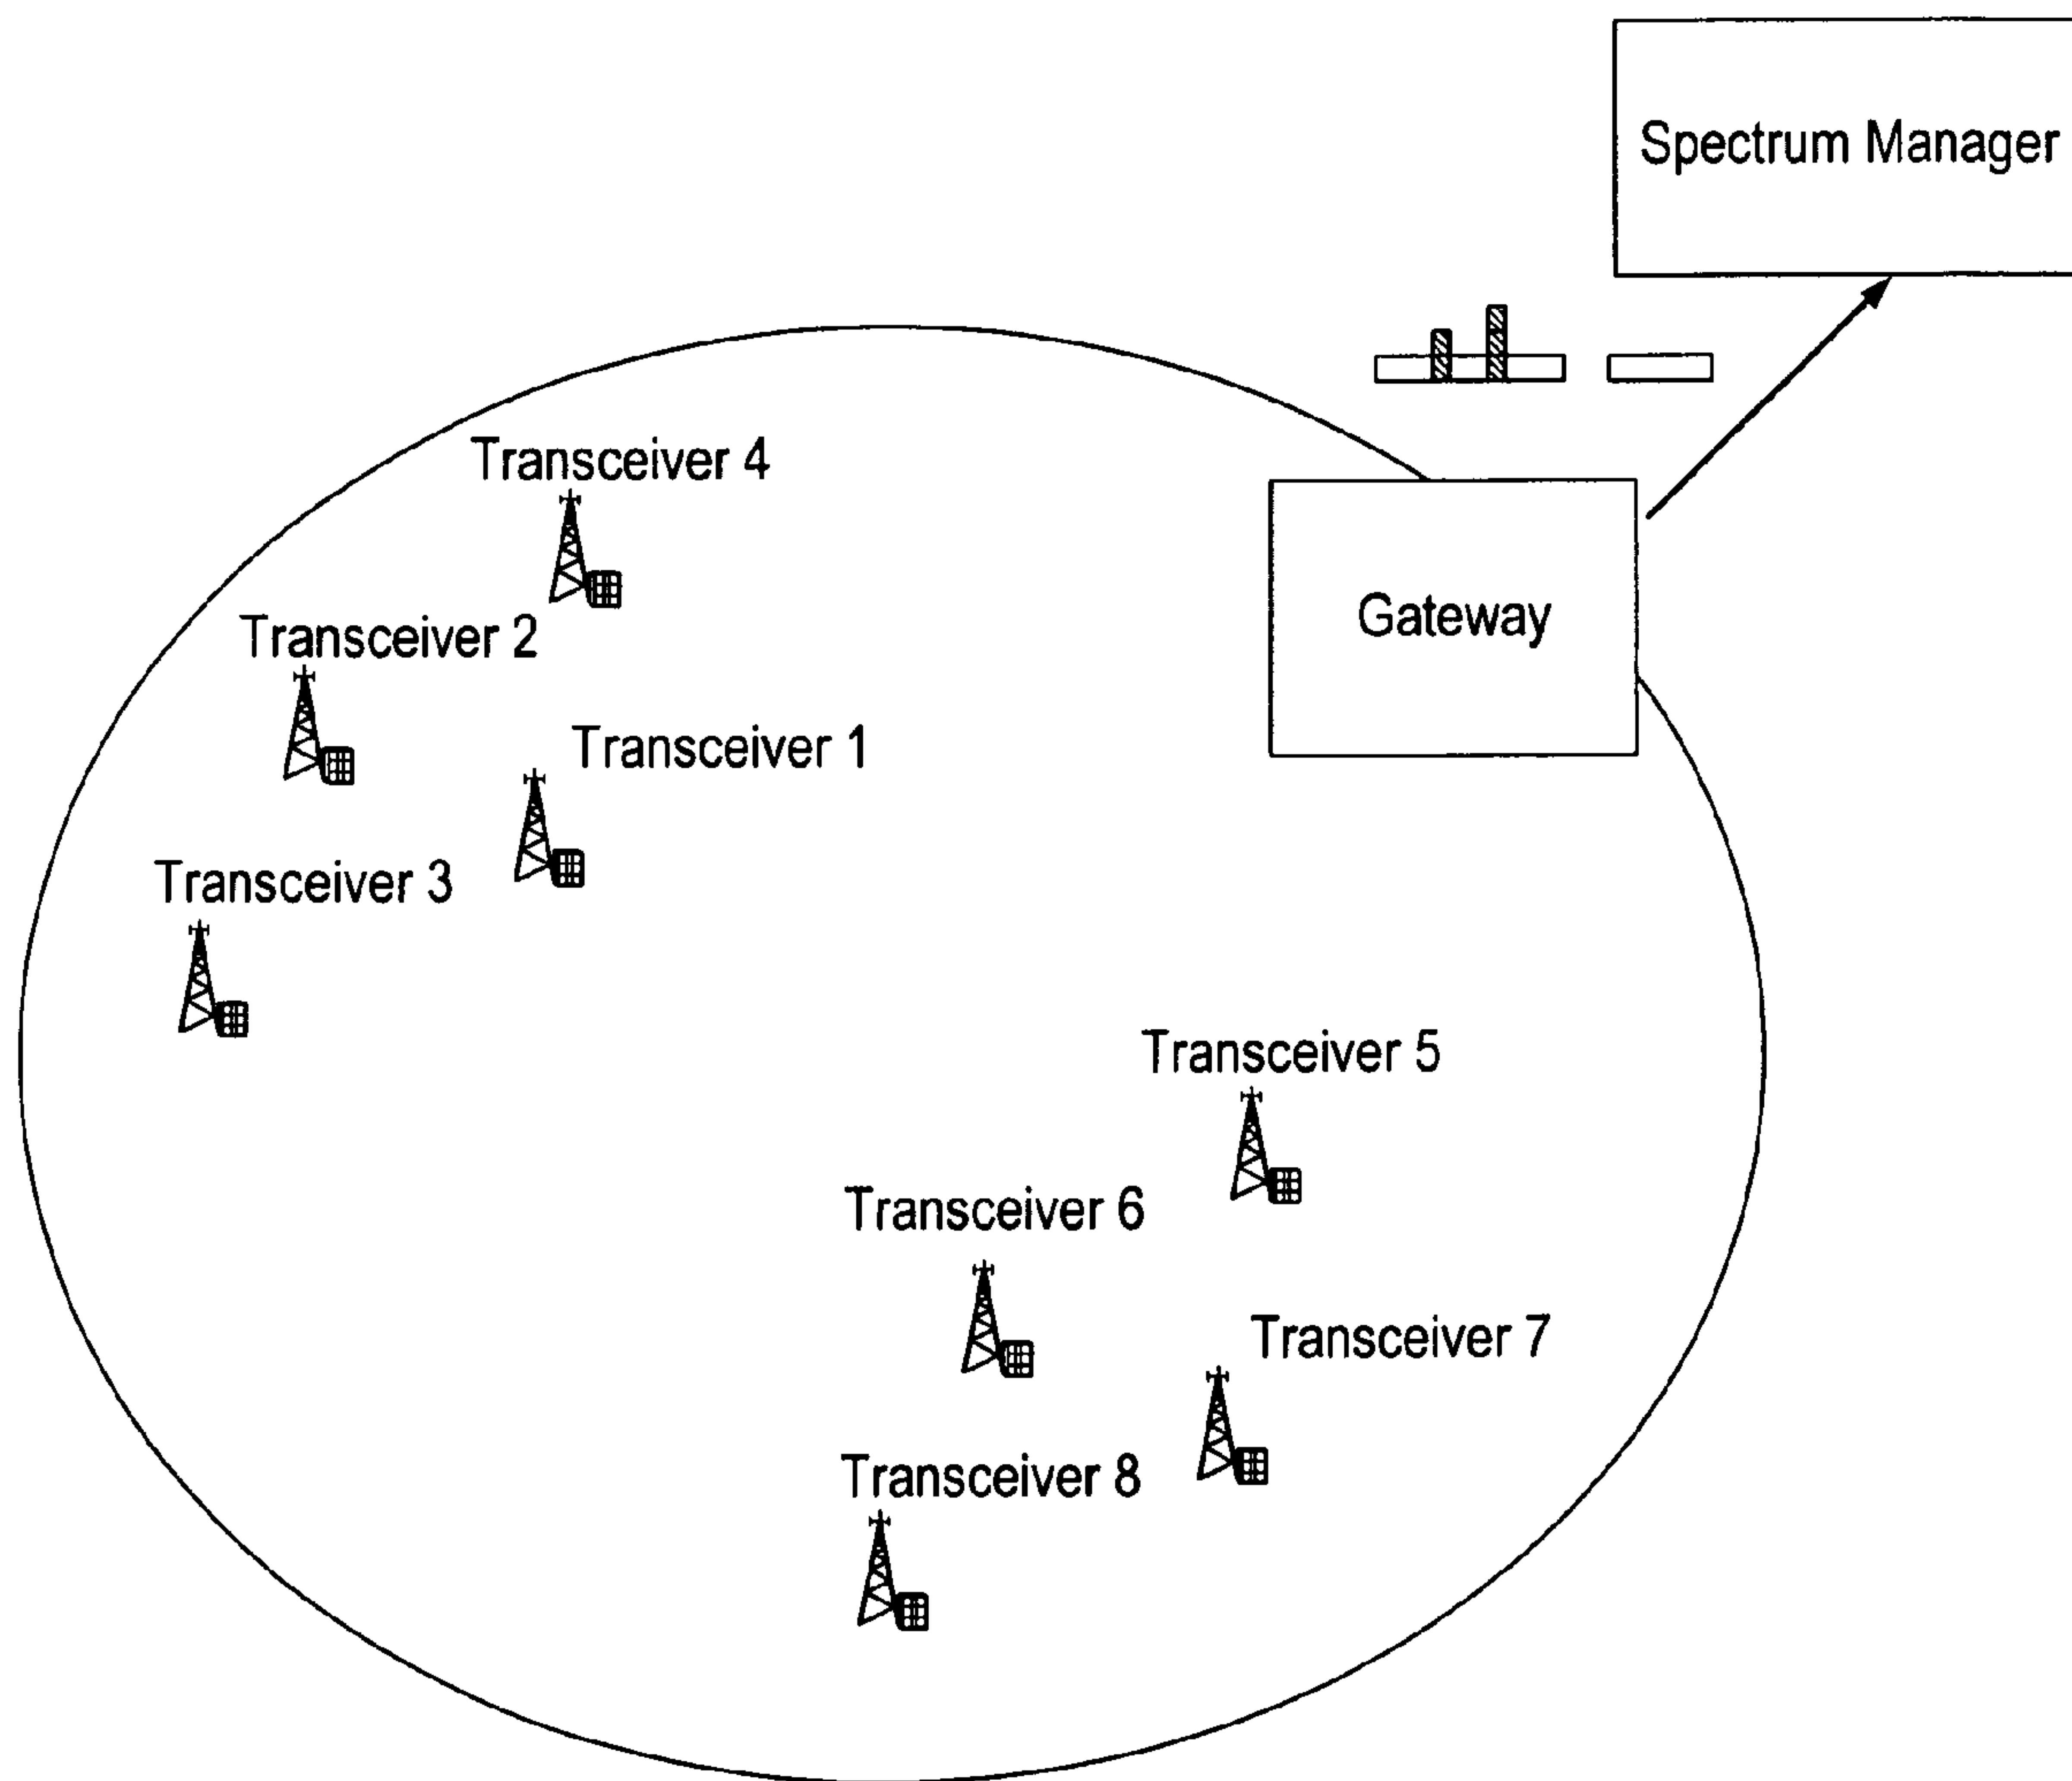 Spectrum Manager
Transceiver 4
Gateway
Transceiver 2
Transceiver 1
Transceiver 3
Transceiver 5
Transceiver 6
Transceiver 7
Transceiver 8